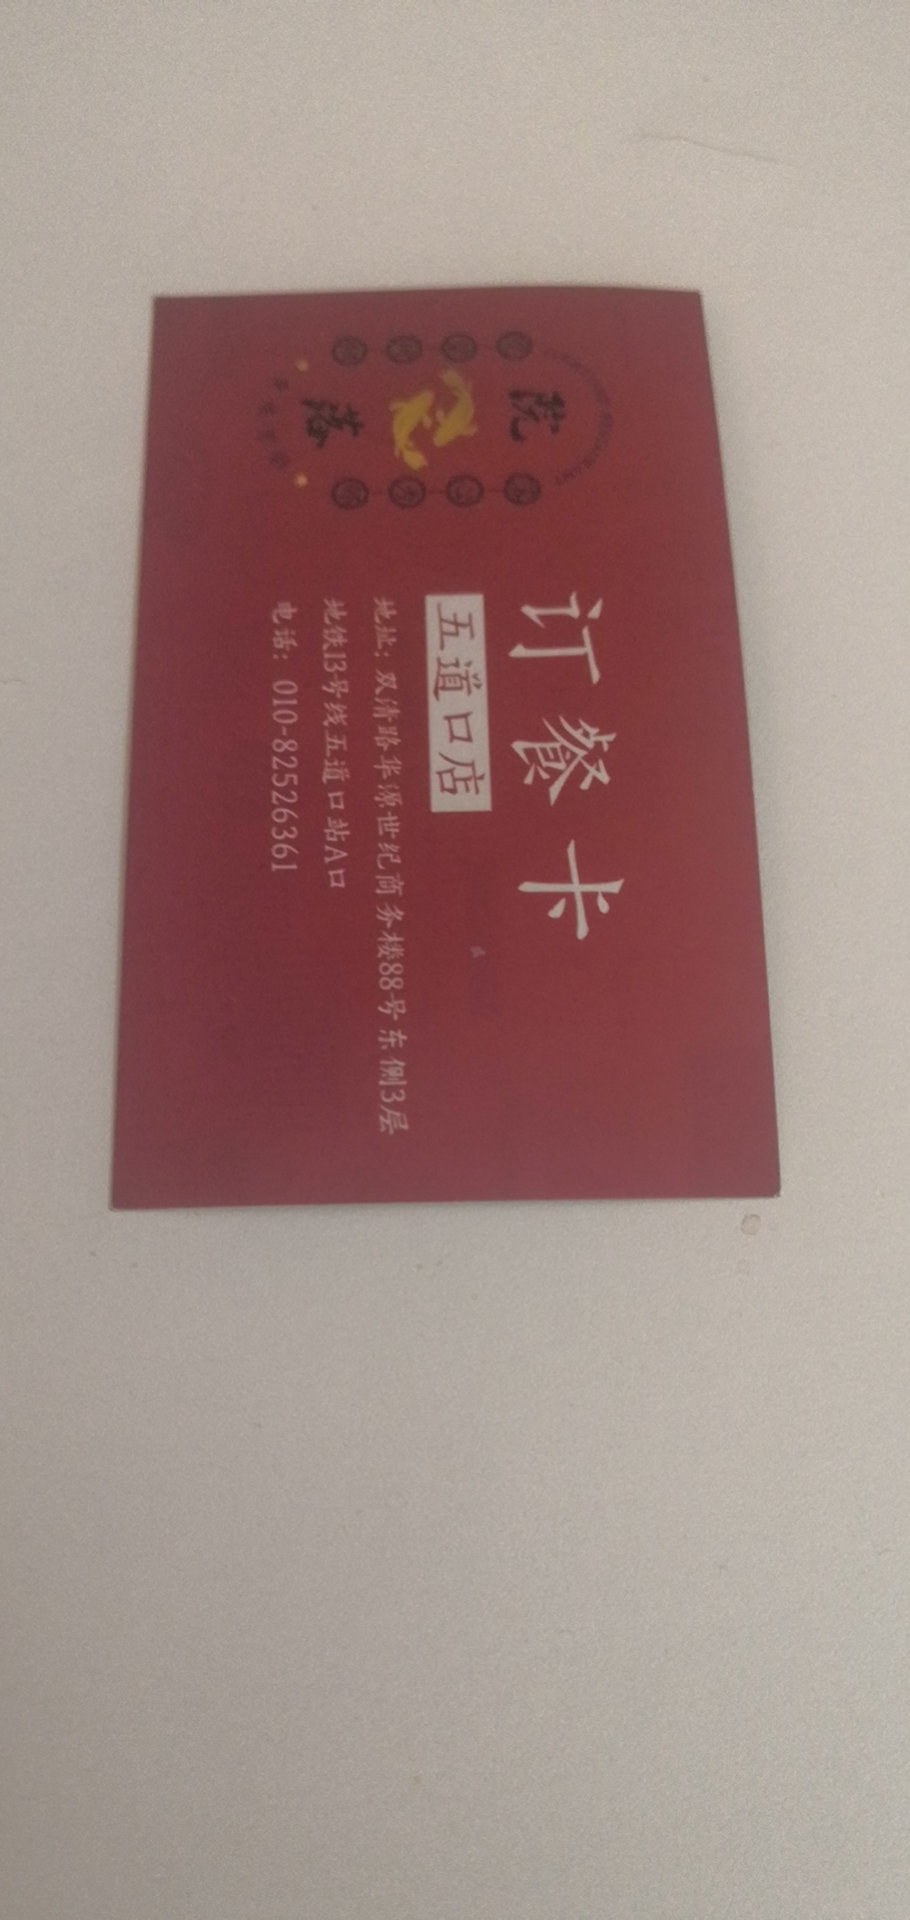 院落
订餐卡
五道口店
地址：双清路华源世纪商务楼88号东侧3层
地铁13号线五道口站A口
电话：010-82526361